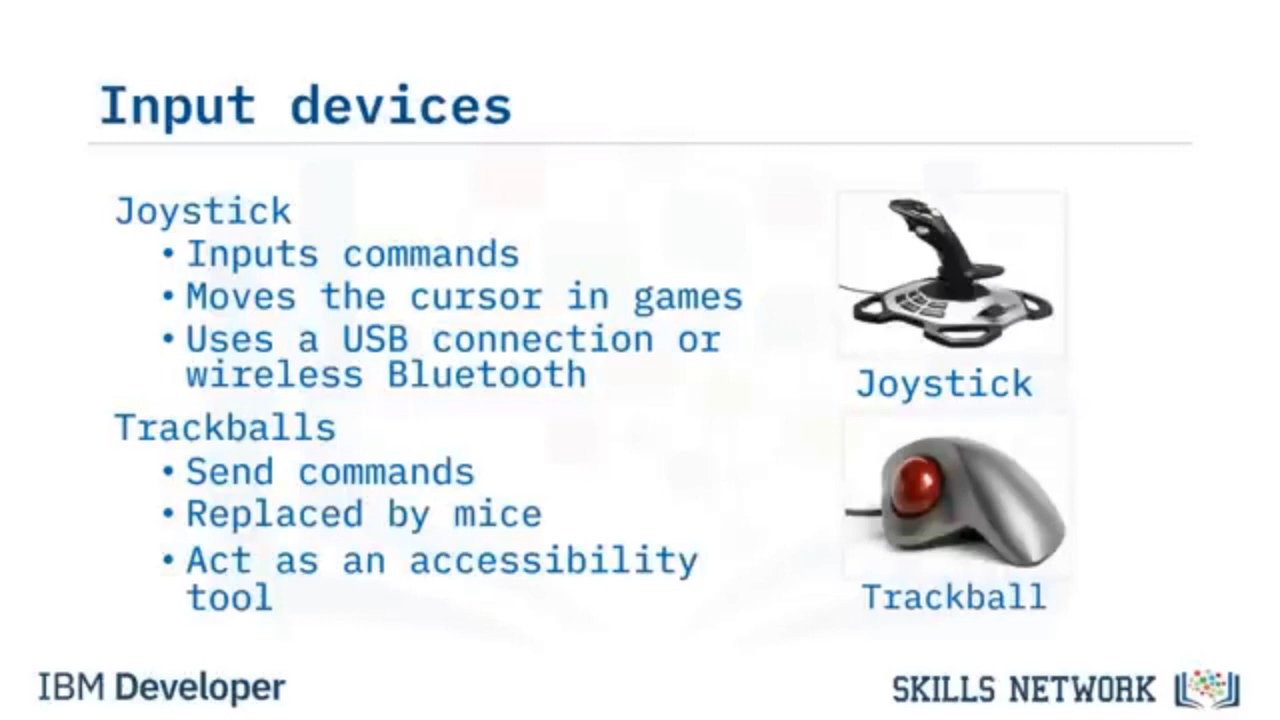 Input devices
Joystick
• Inputs commands
• Moves the cursor in games
• Uses a USB connection or
wireless Bluetooth
Joystick
Trackballs
• Send commands
• Replaced by mice
• Act as an accessibility
tool
Trackball
IBM Developer
SKILLS NETWORK